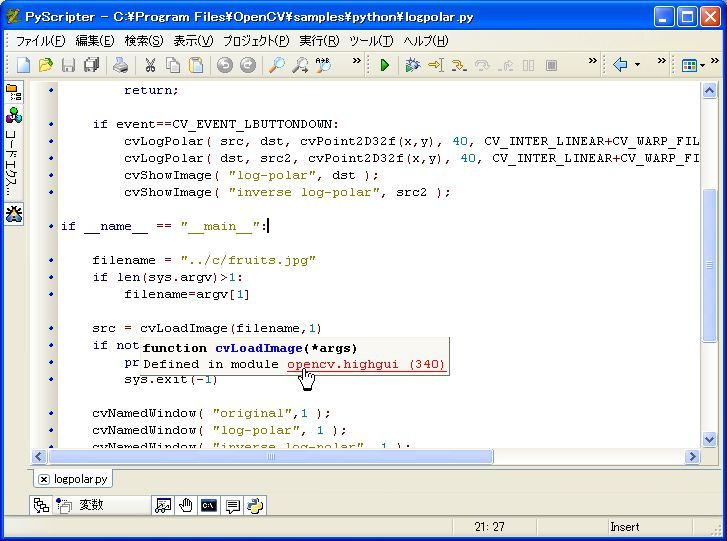 PyScripter - C:¥Program Files¥OpenCV¥samples¥python¥logpolar.py
ファイル(F) 編集(E) 検索(S) 表示(V) プロジェクト(P) 実行(R) ツール(T) ヘルプ(H)
return;
if event==CV_EVENT_LBUTTONDOWN:
cvLogPolar( src, dst, cvPoint2D32f(x,y), 40, CV_INTER_LINEAR+CV_WARP_FIL
cvLogPolar( dst, src2, cvPoint2D32f(x,y), 40, CV_INTER_LINEAR+CV_WARP_FI
cvShowImage( "log-polar", dst );
cvShowImage( "inverse log-polar", src2 );
if __name__ == "__main__":
filename = "../c/fruits.jpg"
if len(sys.argv)>1:
filename=argv[1]
src = cvLoadImage(filename,1)
if not
function cvLoadImage(*args)
pr
Defined in module opencv.highgui (340)
sys.exit(-1)
cvNamedWindow( "original",1 );
cvNamedWindow( "log-polar", 1 );
cvNamedWindow( "inverse log-polar", 1 );
コードエクス...
logpolar.py
変数
21: 27 Insert